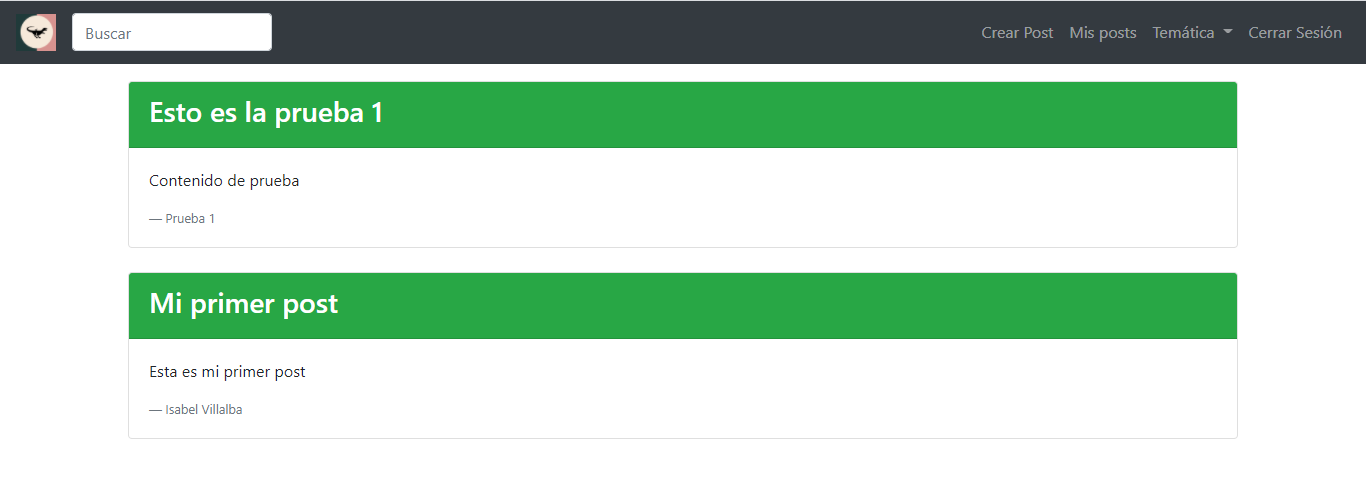 Buscar
Crear Post
Mis posts
Temática
Cerrar Sesión
Esto es la prueba 1
Contenido de prueba
— Prueba 1
Mi primer post
Esta es mi primer post
— Isabel Villalba